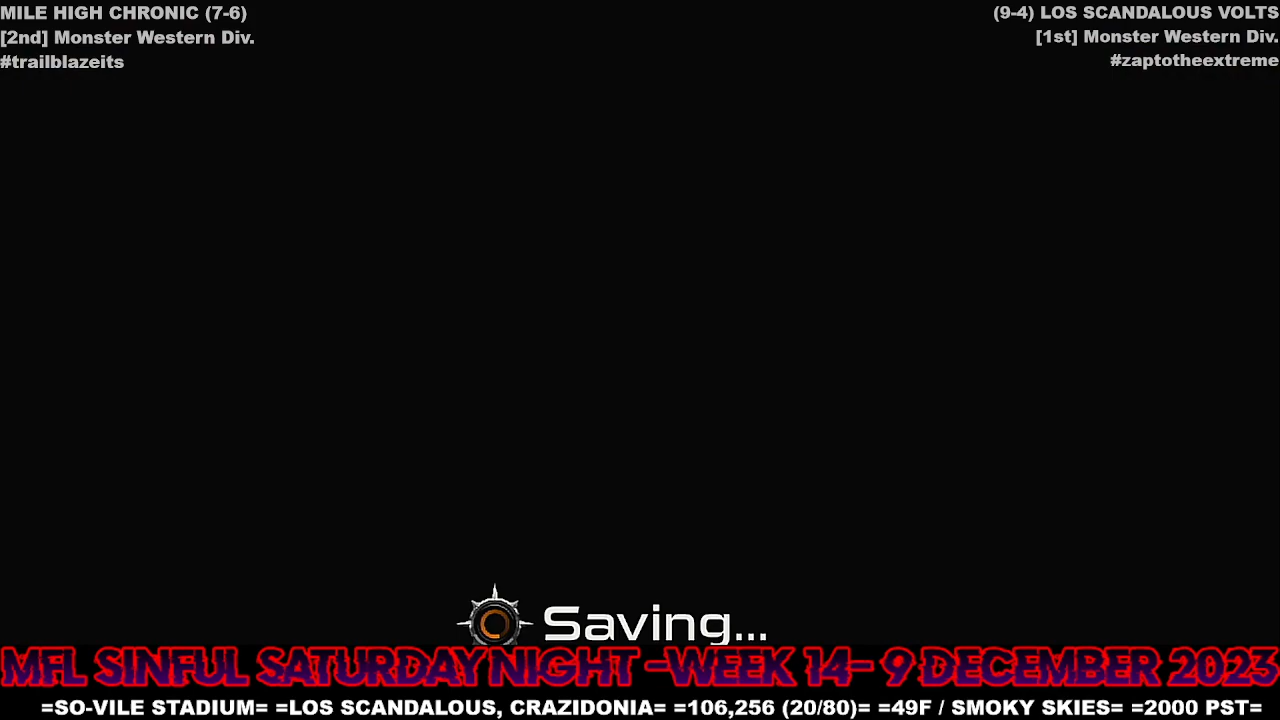 MILE HIGH CHRONIC (7-6)
[2nd] Monster Western Div.
#trailblazeits
(9-4) LOS SCANDALOUS VOLTS
[1st] Monster Western Div.
#zaptotheextreme
Saving...
MFL SINFUL SATURDAY NIGHT -WEEK 14- 9 DECEMBER 2023
=SO-VILE STADIUM= =LOS SCANDALOUS, CRAZIDONIA= =106,256 (20/80)= =49F / SMOKY SKIES= =2000 PST=